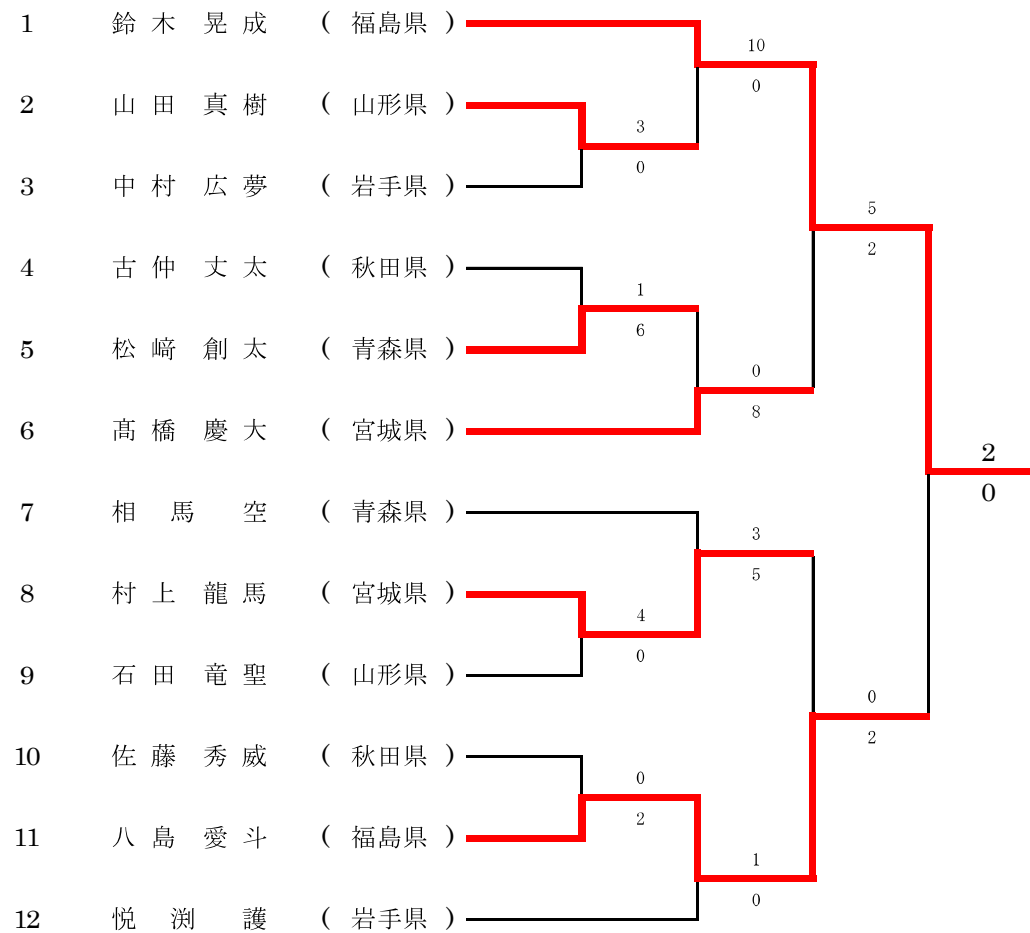 1 鈴木 晃成 ( 福島県 )
10
0
2 山田 真樹 ( 山形県 )
3
0
3 中村 広夢 ( 岩手県 )
5
2
4 古仲 丈太 ( 秋田県 )
1
6
5 松﨑 創太 ( 青森県 )
0
8
6 髙橋 慶大 ( 宮城県 )
2
0
7 相馬 空 ( 青森県 )
3
5
8 村上 龍馬 ( 宮城県 )
4
0
9 石田 竜聖 ( 山形県 )
0
2
10 佐藤 秀威 ( 秋田県 )
0
2
11 八島 愛斗 ( 福島県 )
1
0
12 悦渕 護 ( 岩手県 )